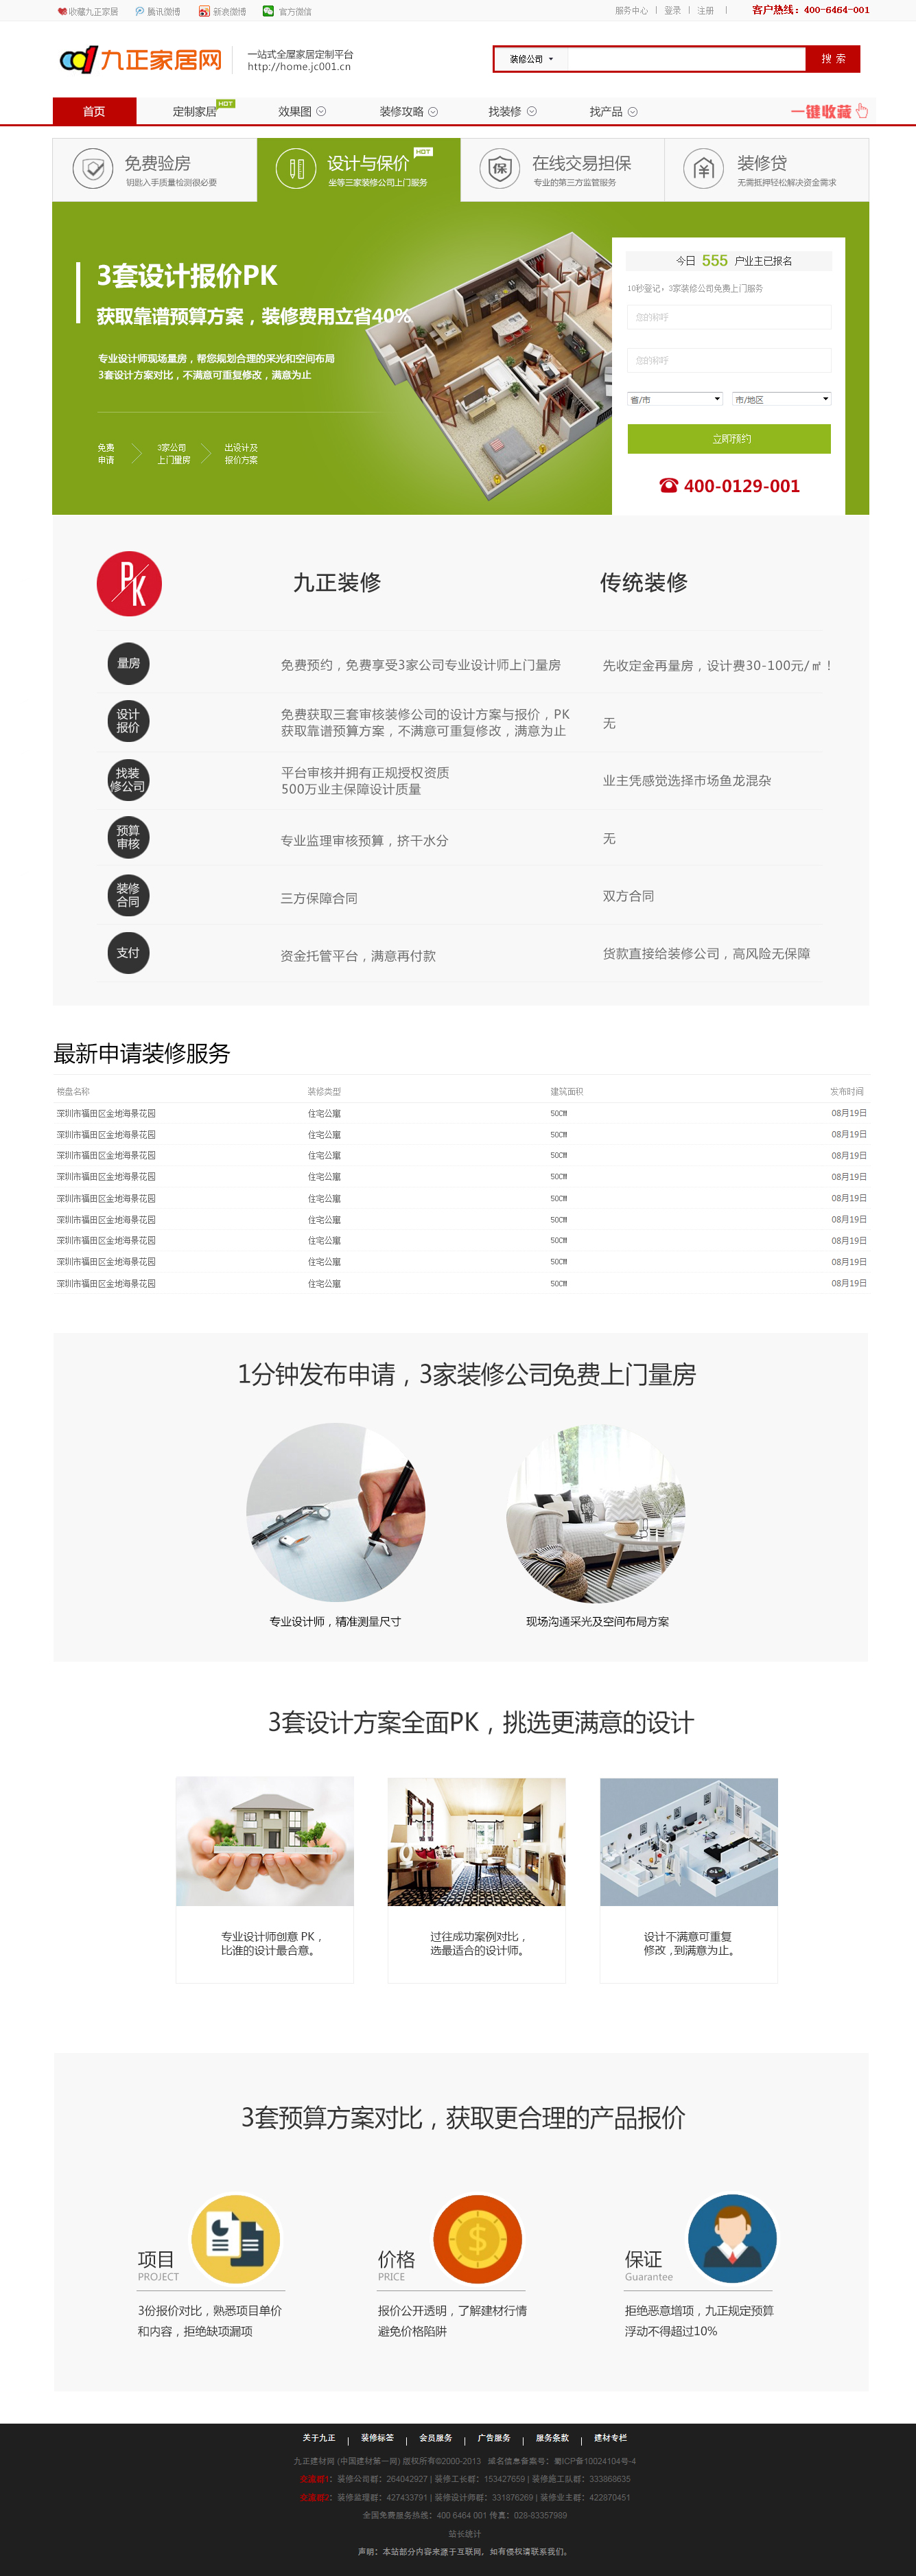 收藏九正家居 腾讯微博 新浪微博 官方微信 服务中心 | 登录 | 注册 | 客户热线：400-6464-001
九正家居网 一站式全屋家居定制平台
http://home.jc001.cn
装修公司 搜 索
首页 定制家居 HOT 效果图 装修攻略 找装修 找产品 一键收藏
免费验房 设计与保价 HOT 在线交易担保 装修贷
钥匙入手质量检测很必要 坐等三家装修公司上门服务 专业的第三方监管服务 无需抵押轻松解决资金需求
3套设计报价PK
获取靠谱预算方案，装修费用立省40%
专业设计师现场量房，帮您规划合理的采光和空间布局
3套设计方案对比，不满意可重复修改，满意为止
免费 3家公司 出设计及
申请 上门量房 报价方案
今日 555 户业主已报名
10秒登记，3家装修公司免费上门服务
您的称呼
您的称呼
省/市 市/地区
立即预约
400-0129-001
PK 九正装修 传统装修
量房 免费预约，免费享受3家公司专业设计师上门量房 先收定金再量房，设计费30-100元/㎡！
设计
报价
免费获取三套审核装修公司的设计方案与报价，PK
获取靠谱预算方案，不满意可重复修改，满意为止
无
找装
修公司
平台审核并拥有正规授权资质
500万业主保障设计质量
业主凭感觉选择市场鱼龙混杂
预算
审核
专业监理审核预算，挤干水分
无
装修
合同
三方保障合同
双方合同
支付 资金托管平台，满意再付款 货款直接给装修公司，高风险无保障
最新申请装修服务
楼盘名称 装修类型 建筑面积 发布时间
深圳市福田区金地海景花园 住宅公寓 50CM 08月19日
深圳市福田区金地海景花园 住宅公寓 50CM 08月19日
深圳市福田区金地海景花园 住宅公寓 50CM 08月19日
深圳市福田区金地海景花园 住宅公寓 50CM 08月19日
深圳市福田区金地海景花园 住宅公寓 50CM 08月19日
深圳市福田区金地海景花园 住宅公寓 50CM 08月19日
深圳市福田区金地海景花园 住宅公寓 50CM 08月19日
深圳市福田区金地海景花园 住宅公寓 50CM 08月19日
深圳市福田区金地海景花园 住宅公寓 50CM 08月19日
1分钟发布申请，3家装修公司免费上门量房
专业设计师，精准测量尺寸 现场沟通采光及空间布局方案
3套设计方案全面PK，挑选更满意的设计
专业设计师创意 PK，
比谁的设计最合意。
过往成功案例对比，
选最适合的设计师。
设计不满意可重复
修改，到满意为止。
3套预算方案对比，获取更合理的产品报价
项目
PROJECT
3份报价对比，熟悉项目单价
和内容，拒绝缺项漏项
价格
PRICE
报价公开透明，了解建材行情
避免价格陷阱
保证
Guarantee
拒绝恶意增项，九正规定预算
浮动不得超过10%
关于九正 | 装修标签 | 会员服务 | 广告服务 | 服务条款 | 建材专栏
九正建材网 (中国建材第一网) 版权所有©2000-2013 域名信息备案号：蜀ICP备10024104号-4
交流群1：装修公司群：264042927 | 装修工长群：153427659 | 装修施工队群：333868635
交流群2：装修监理群：427433791 | 装修设计师群：331876269 | 装修业主群：422870451
全国免费服务热线：400 6464 001 传真：028-83357989
站长统计
声明：本站部分内容来源于互联网，如有侵权请联系我们。